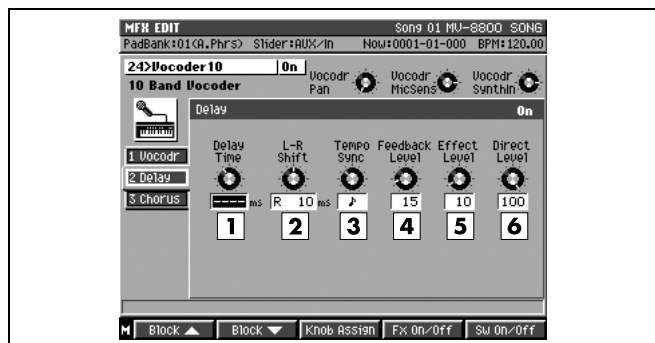 MFX EDIT Song 01 MV-8800 SONG
PadBank:01(A.Phrs) Slider:AUX/In Now:0001-01-000 BPM:120.00
24>Vocoder10 On
10 Band Vocoder
Vocodr Pan
Vocodr MicSens
Vocodr SynthIn
Delay On
1 Vocodr
2 Delay
3 Chorus
Delay Time L-R Shift Tempo Sync Feedback Level Effect Level Direct Level
---- ms R 10 ms ♪ 15 10 100
1 2 3 4 5 6
M Block ▲ Block ▼ Knob Assign Fx On/Off Sw On/Off